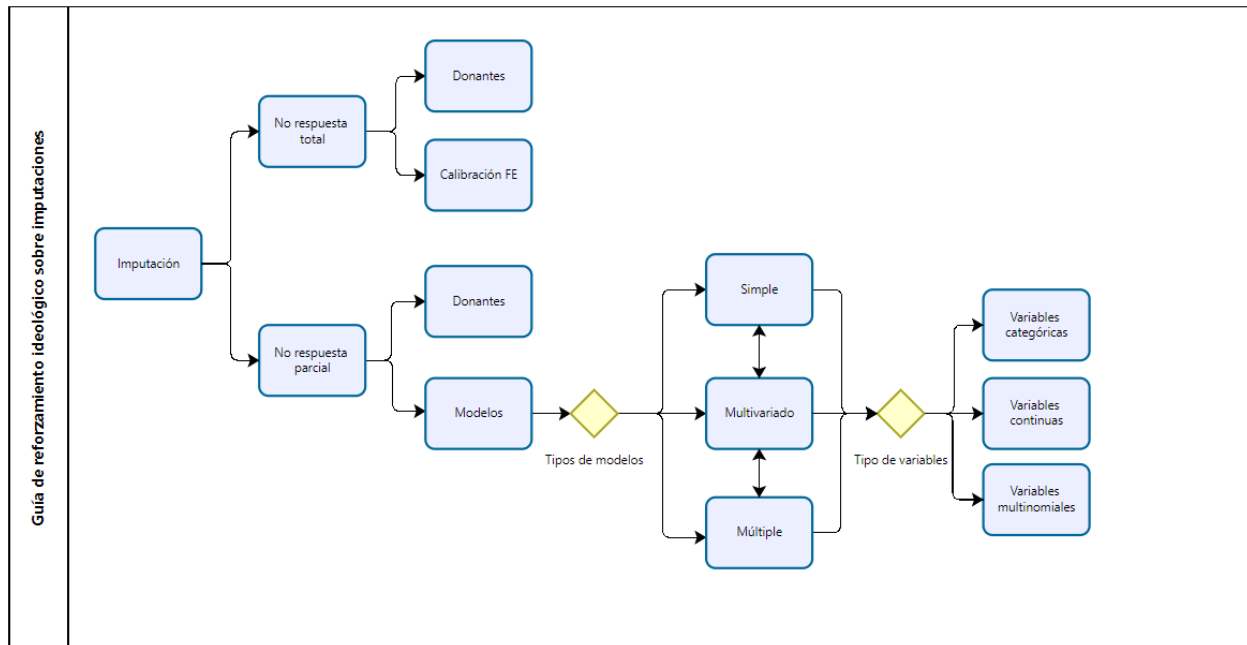 Guía de reforzamiento ideológico sobre imputaciones
Imputación
No respuesta
total
Donantes
Calibración FE
No respuesta
parcial
Donantes
Modelos
Tipos de modelos
Simple
Multivariado
Múltiple
Tipo de variables
Variables
categóricas
Variables
continuas
Variables
multinomiales